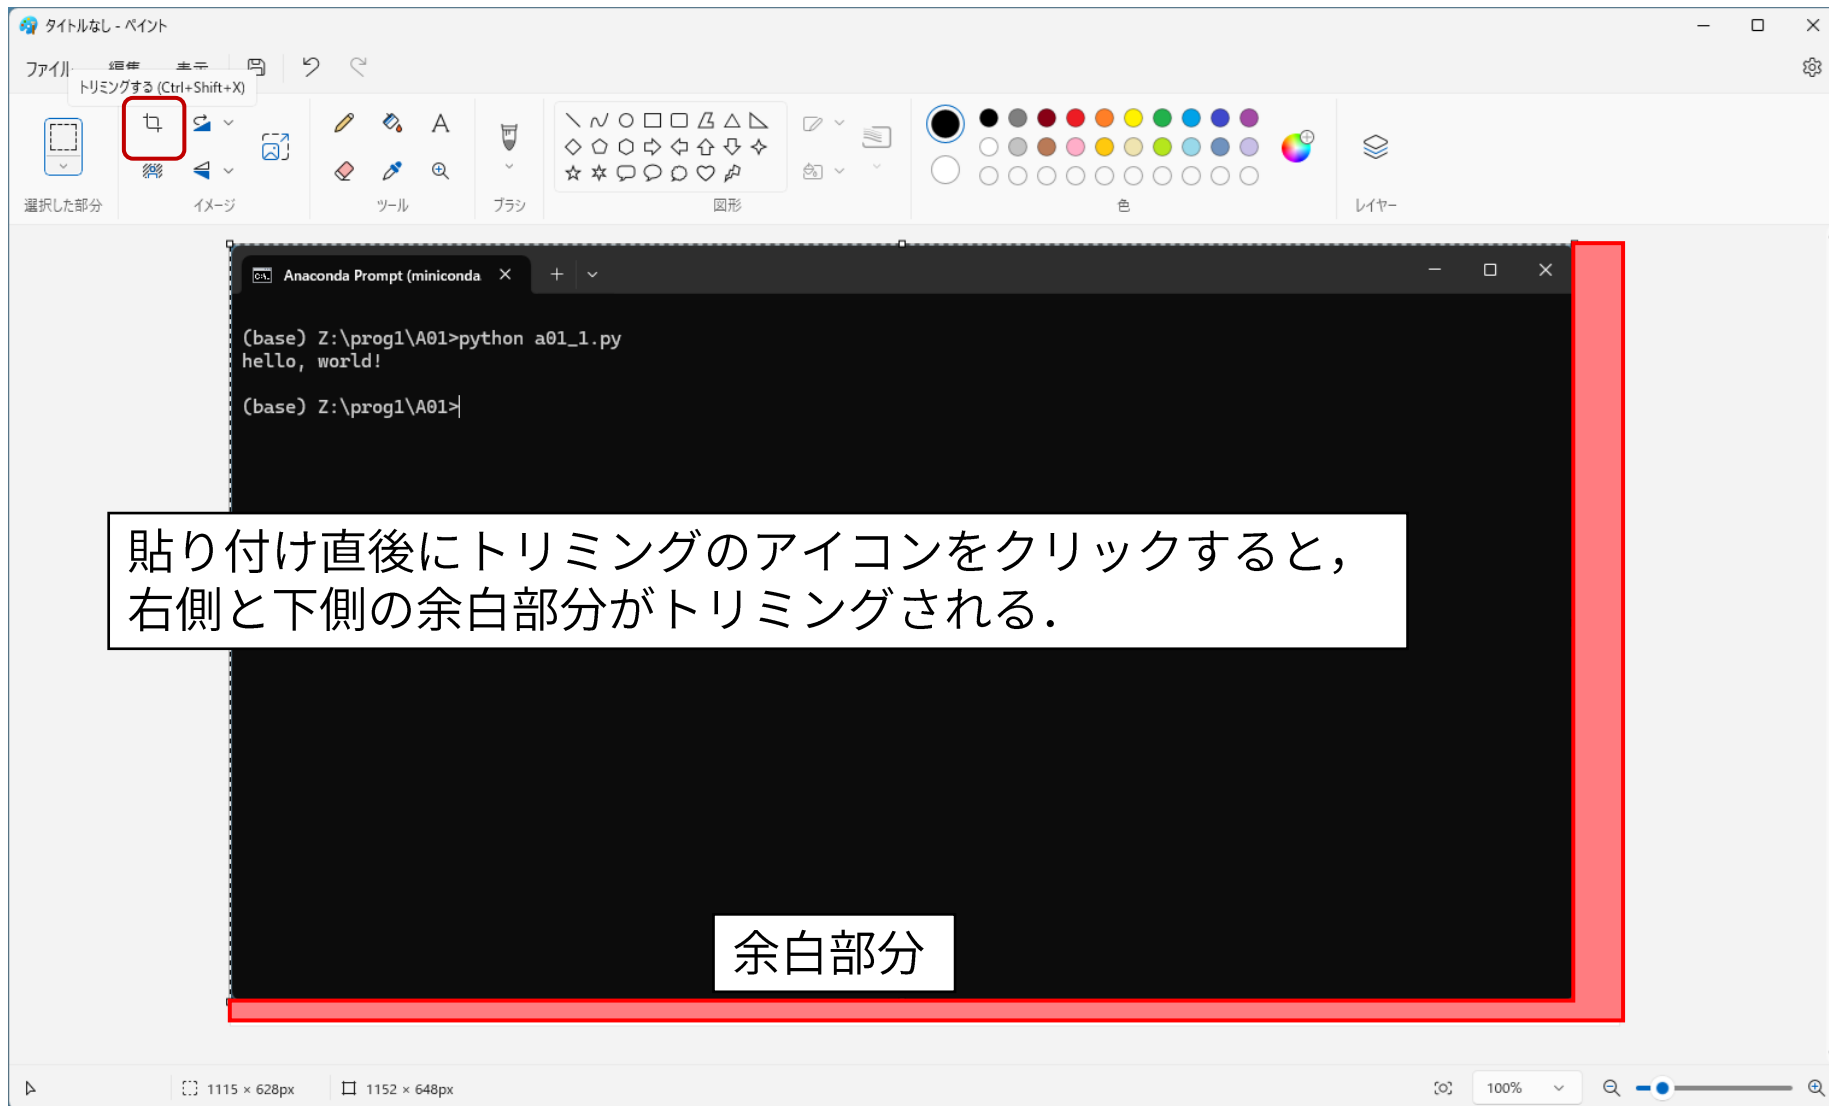 タイトルなし - ペイント
ファイル 編集 表示
トリミングする (Ctrl+Shift+X)
選択した部分 イメージ ツール ブラシ 図形 色 レイヤー
Anaconda Prompt (miniconda
(base) Z:\prog1\A01>python a01_1.py
hello, world!
(base) Z:\prog1\A01>
貼り付け直後にトリミングのアイコンをクリックすると，
右側と下側の余白部分がトリミングされる．
余白部分
1115 × 628px 1152 × 648px 100%